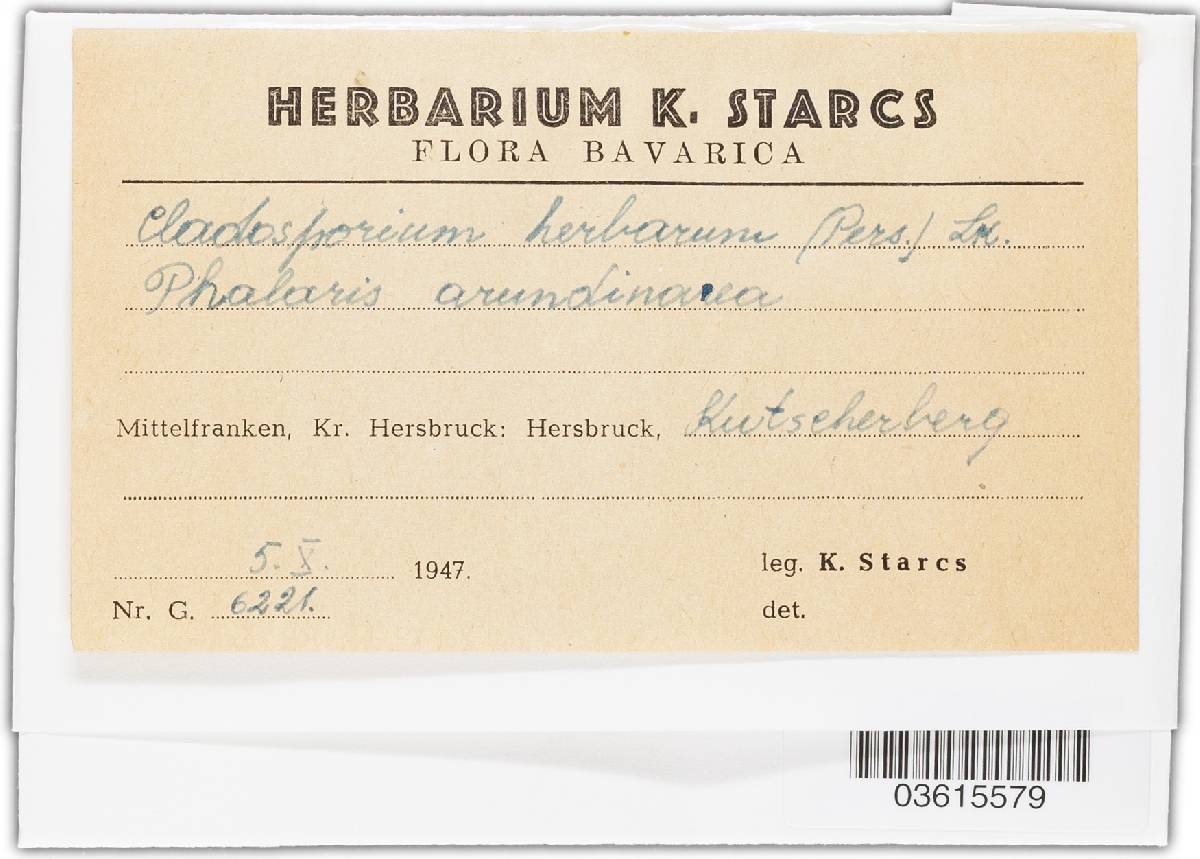 HERBARIUM K. STARCS
FLORA BAVARICA
Cladosporium herbarum (Pers.) Lk.
Phalaris arundinacea
Mittelfranken, Kr. Hersbruck: Hersbruck, Kutscherberg
5. X. 1947.
leg. K. Starcs
Nr. G. 6221.
det.
03615579